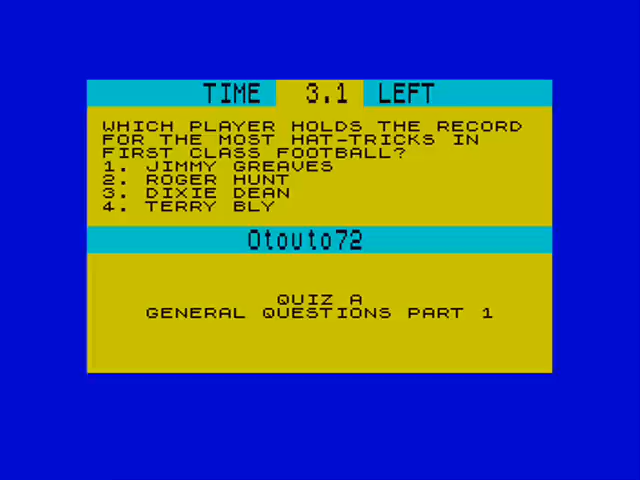 TIME 3.1 LEFT
WHICH PLAYER HOLDS THE RECORD
FOR THE MOST HAT-TRICKS IN
FIRST CLASS FOOTBALL?
1. JIMMY GREAVES
2. ROGER HUNT
3. DIXIE DEAN
4. TERRY BLY
Otouto72
QUIZ A
GENERAL QUESTIONS PART 1